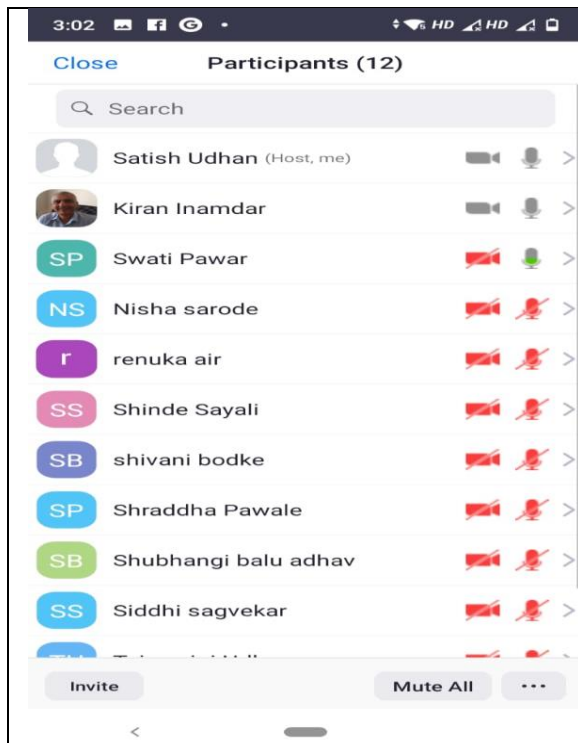 3:02 HD HD
Close Participants (12)
Search
Satish Udhan (Host, me)
Kiran Inamdar
SP Swati Pawar
NS Nisha sarode
r renuka air
SS Shinde Sayali
SB shivani bodke
SP Shraddha Pawale
SB Shubhangi balu adhav
SS Siddhi sagvekar
Invite Mute All ...